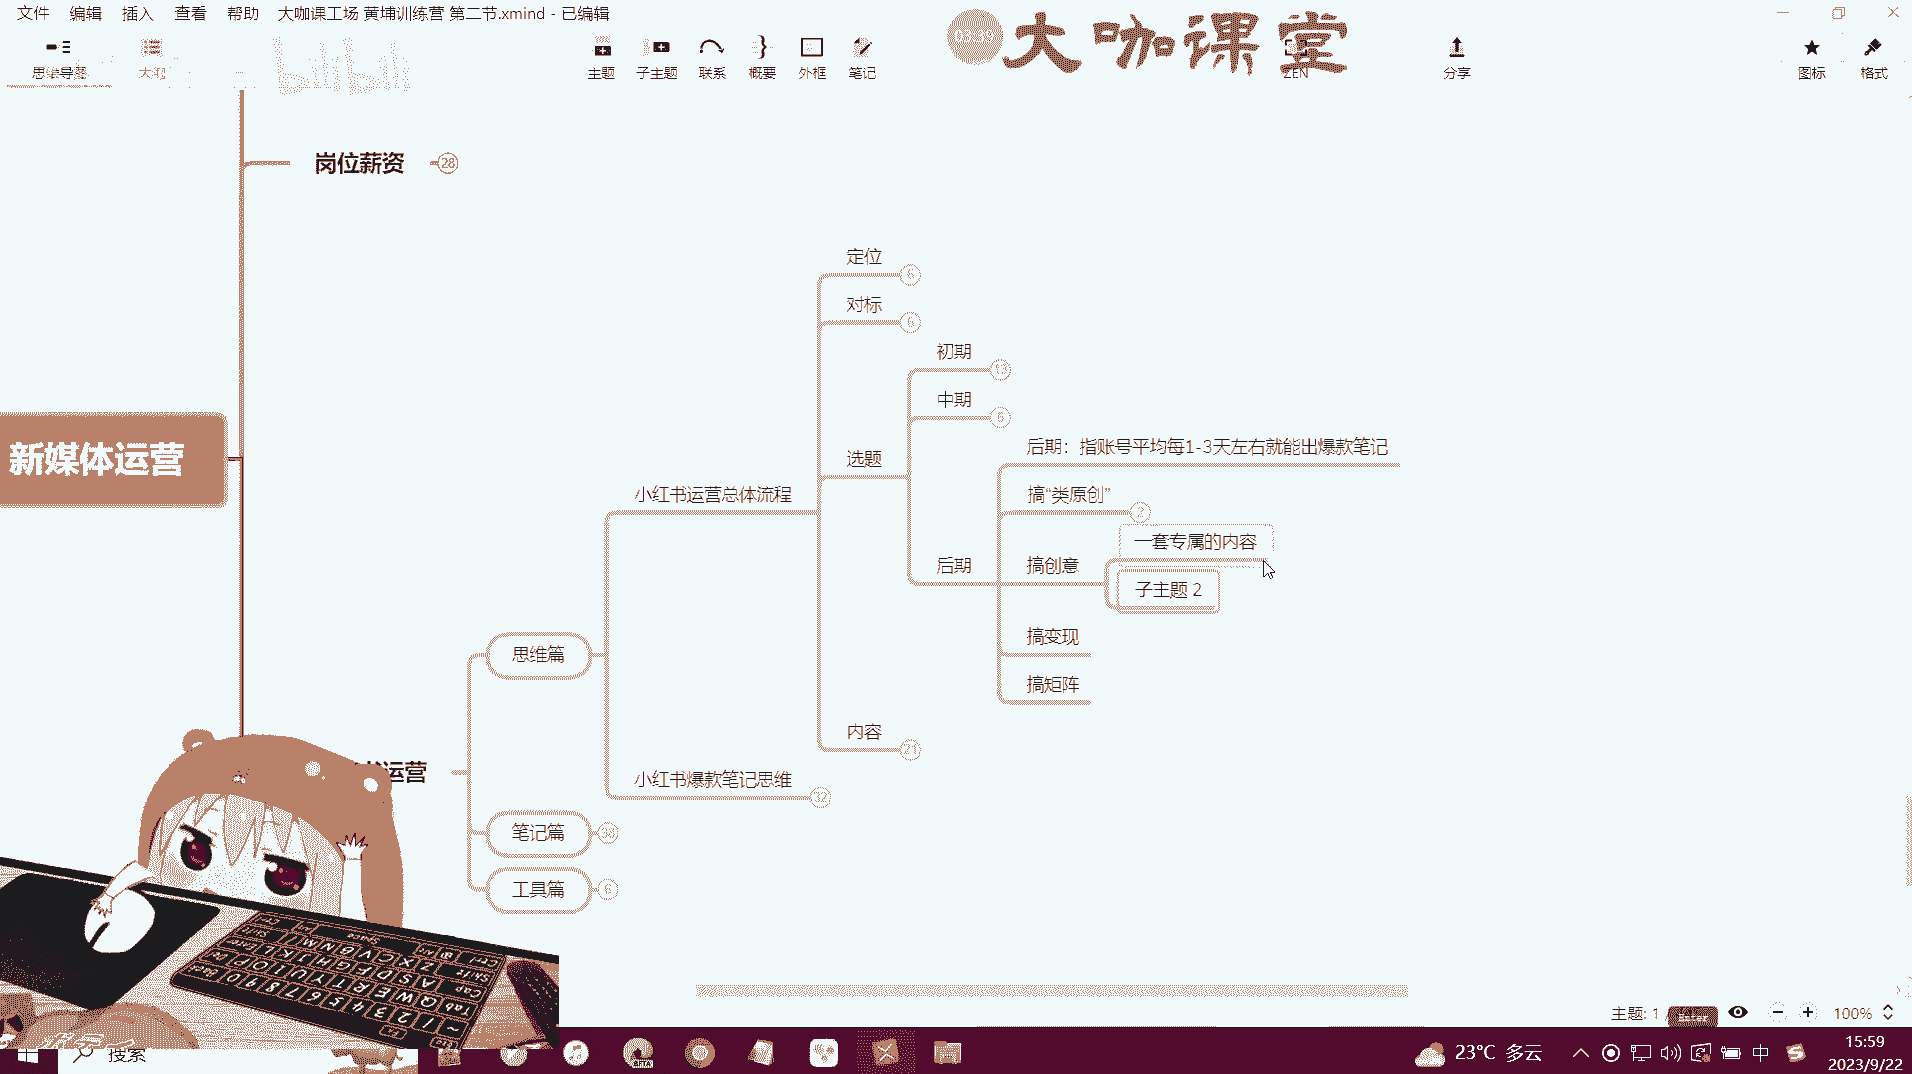 文件 编辑 插入 查看 帮助 大咖课工场 黄埔训练营 第二节.xmind - 已编辑
思维导图
主题
子主题
联系
概要
外框
笔记
ZEN
分享
图标
格式
bilibili
大咖课堂
岗位薪资
28
新媒体运营
定位
6
对标
6
初期
13
中期
6
选题
后期：指账号平均每1-3天左右就能出爆款笔记
小红书运营总体流程
搞“类原创”
2
一套专属的内容
后期
搞创意
子主题 2
搞变现
思维篇
搞矩阵
内容
21
运营
小红书爆款笔记思维
32
笔记篇
38
工具篇
6
主题: 1
Enter
100%
搜索
BETA
23°C 多云
中
15:59
2023/9/22